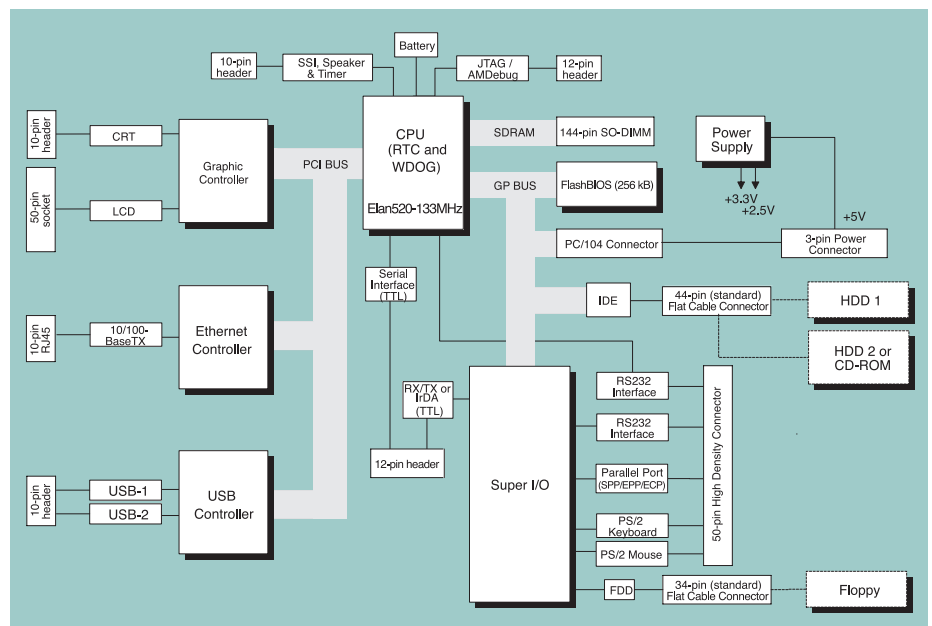 Battery
10-pin
header
SSI, Speaker
& Timer
JTAG /
AMDebug
12-pin
header
10-pin
header
CRT
Graphic
Controller
PCI BUS
CPU
(RTC and
WDOG)
Elan520-133MHz
SDRAM
144-pin SO-DIMM
Power
Supply
GP BUS
FlashBIOS (256 kB)
+3.3V
+2.5V
50-pin
socket
LCD
+5V
PC/104 Connector
3-pin Power
Connector
Serial
Interface
(TTL)
IDE
44-pin (standard)
Flat Cable Connector
HDD 1
10-pin
RJ45
10/100-
BaseTX
Ethernet
Controller
HDD 2 or
CD-ROM
RX/TX or
IrDA
(TTL)
RS232
Interface
RS232
Interface
12-pin header
Super I/O
Parallel Port
(SPP/EPP/ECP)
50-pin High Density Connector
10-pin
header
USB-1
USB-2
USB
Controller
PS/2
Keyboard
PS/2 Mouse
FDD
34-pin (standard)
Flat Cable Connector
Floppy